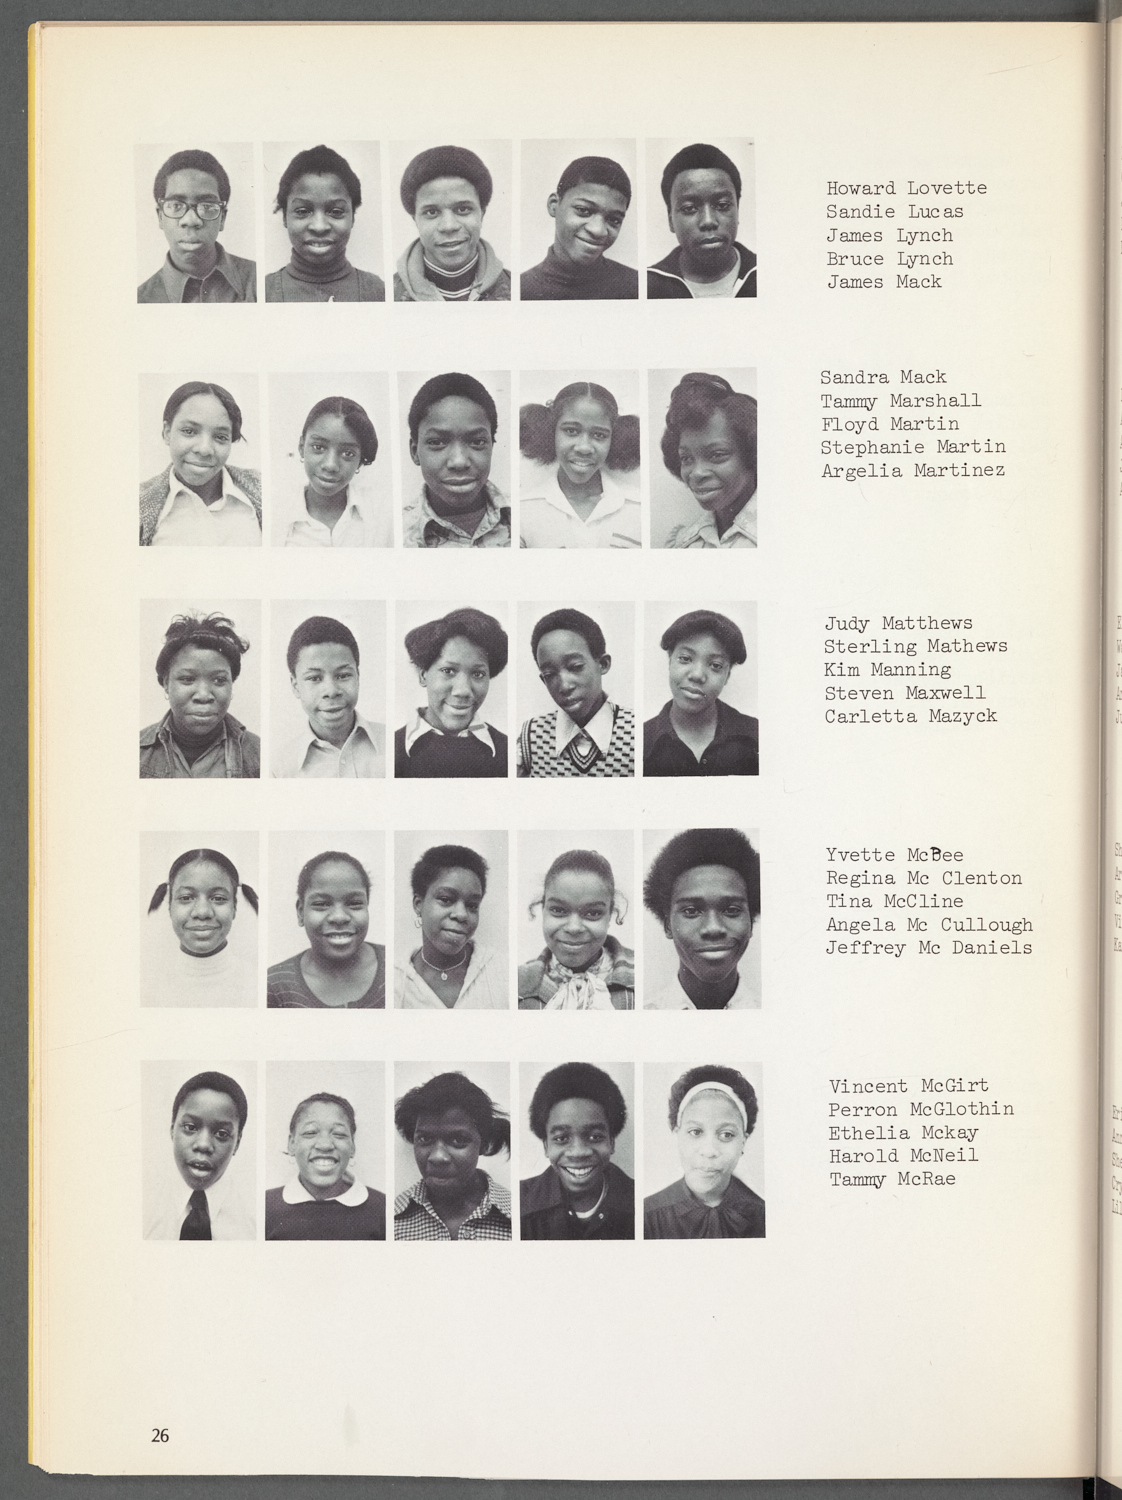 Howard Lovette
Sandie Lucas
James Lynch
Bruce Lynch
James Mack
Sandra Mack
Tammy Marshall
Floyd Martin
Stephanie Martin
Argelia Martinez
Judy Matthews
Sterling Mathews
Kim Manning
Steven Maxwell
Carletta Mazyck
Yvette McBee
Regina Mc Clenton
Tina McCline
Angela Mc Cullough
Jeffrey Mc Daniels
Vincent McGirt
Perron McGlothin
Ethelia Mckay
Harold McNeil
Tammy McRae
26